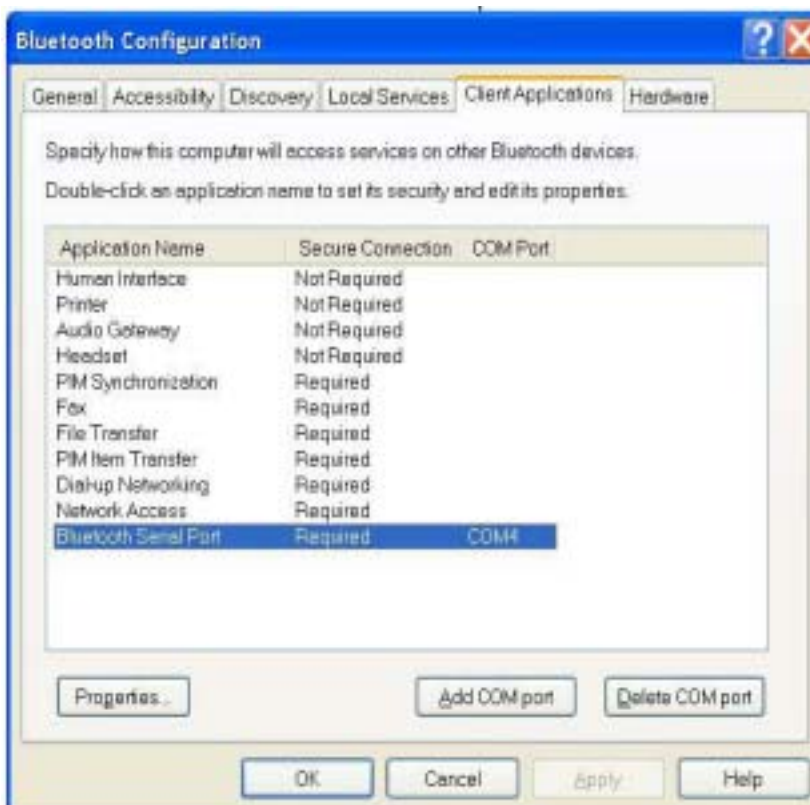 Bluetooth Configuration
General Accessibility Discovery Local Services Client Applications Hardware
Specify how this computer will access services on other Bluetooth devices.
Double-click an application name to set its security and edit its properties.
Application Name Secure Connection COM Port
Human Interface Not Required
Printer Not Required
Audio Gateway Not Required
Headset Not Required
PIM Synchronization Required
Fax Required
File Transfer Required
PIM Item Transfer Required
Dial-up Networking Required
Network Access Required
Bluetooth Serial Port Required COM4
Properties... Add COM port Delete COM port
OK Cancel Apply Help